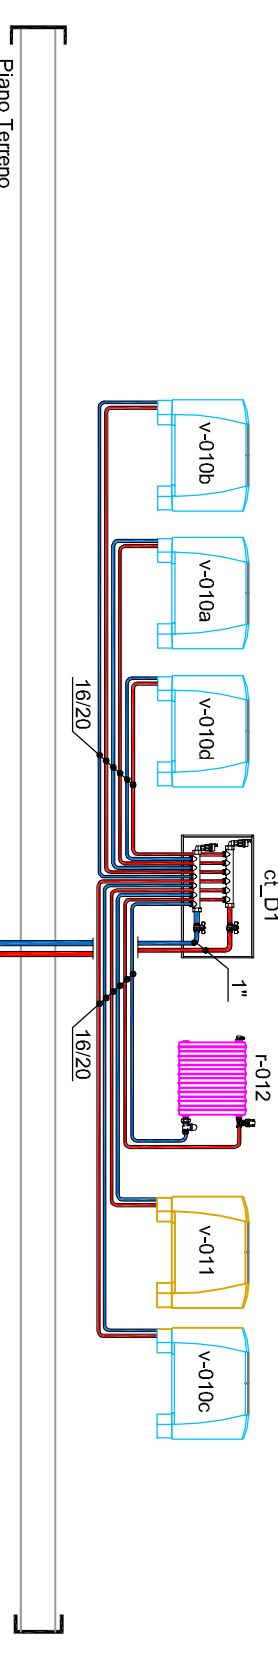 v-010b
v-010a
v-010d
ct_D1
r-012
v-011
v-010c
16/20
1"
16/20
Piano Terreno